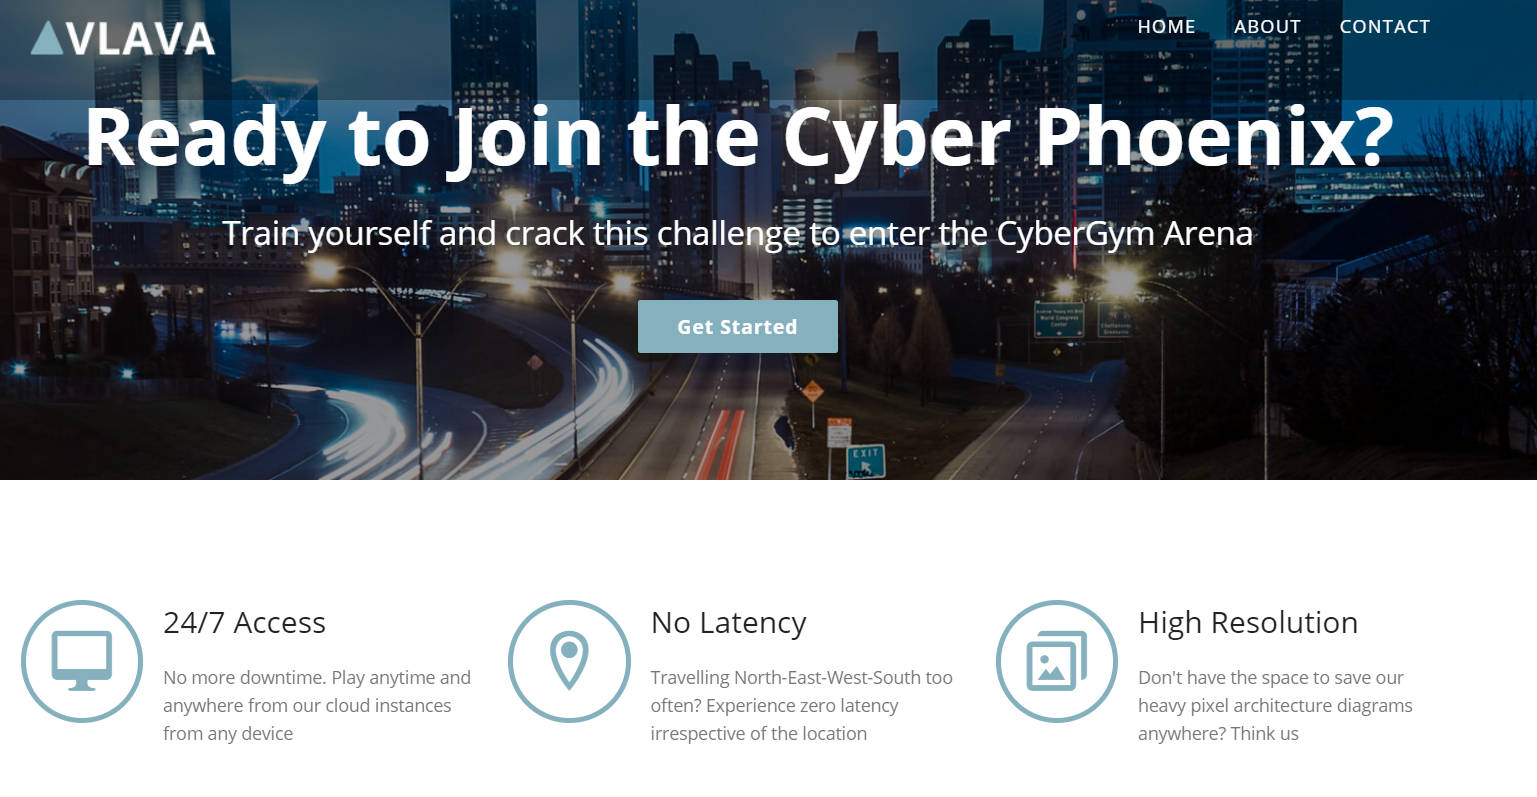 VLAVA
HOME ABOUT CONTACT
Ready to Join the Cyber Phoenix?
Train yourself and crack this challenge to enter the CyberGym Arena
Get Started
World Congress
Center
EXIT
24/7 Access
No more downtime. Play anytime and
anywhere from our cloud instances
from any device
No Latency
Travelling North-East-West-South too
often? Experience zero latency
irrespective of the location
High Resolution
Don't have the space to save our
heavy pixel architecture diagrams
anywhere? Think us